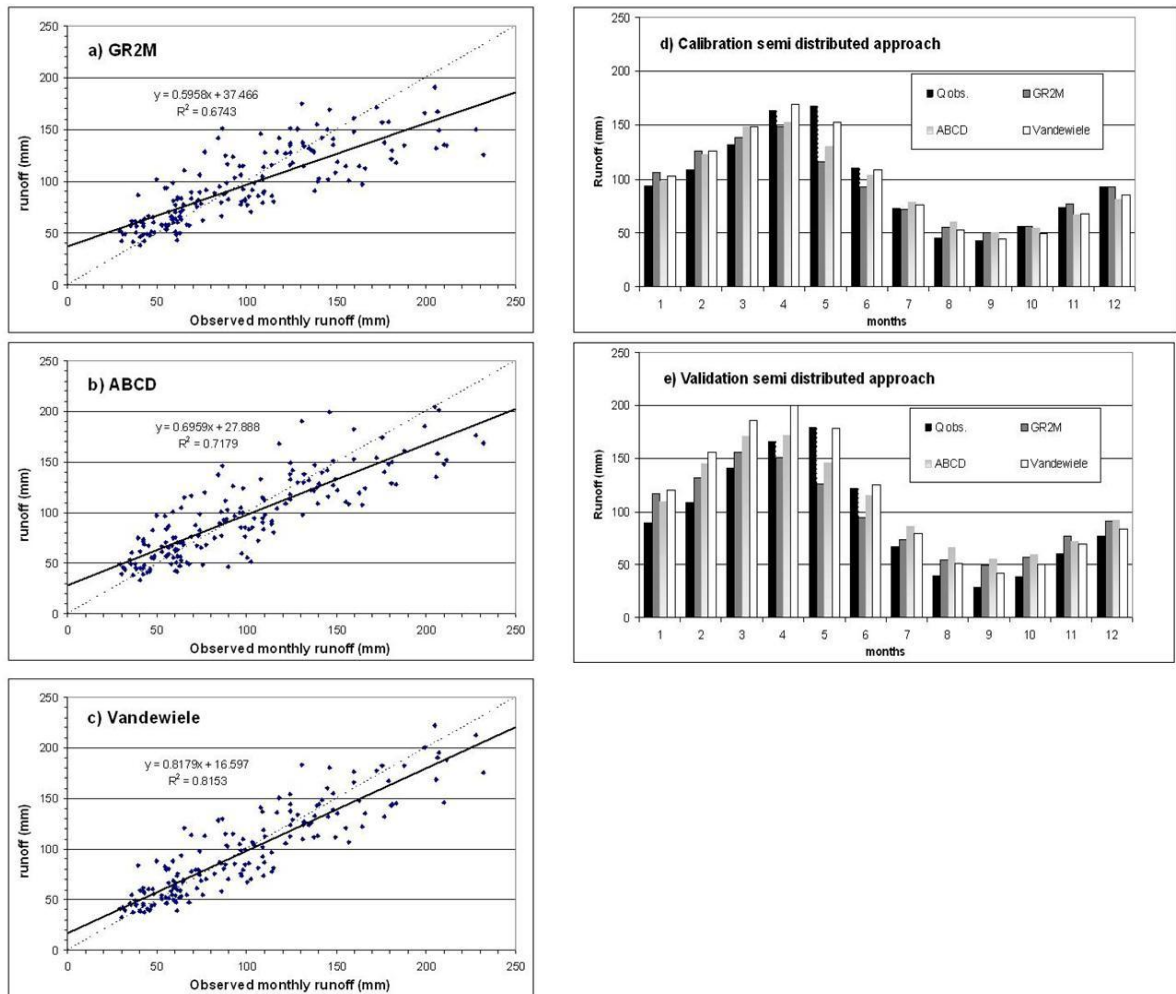 a) GR2M
y = 0.5958x + 37.466
R² = 0.6743
runoff (mm)
250
200
150
100
50
0
0 50 100 150 200 250
Observed monthly runoff (mm)
b) ABCD
y = 0.6959x + 27.888
R² = 0.7179
runoff (mm)
250
200
150
100
50
0
0 50 100 150 200 250
Observed monthly runoff (mm)
c) Vandewiele
y = 0.8179x + 16.597
R² = 0.8153
runoff (mm)
250
200
150
100
50
0
0 50 100 150 200 250
Observed monthly runoff (mm)
d) Calibration semi distributed approach
Q obs. GR2M
ABCD Vandewiele
Runoff (mm)
250
200
150
100
50
0
1 2 3 4 5 6 7 8 9 10 11 12
months
e) Validation semi distributed approach
Q obs. GR2M
ABCD Vandewiele
Runoff (mm)
250
200
150
100
50
0
1 2 3 4 5 6 7 8 9 10 11 12
months